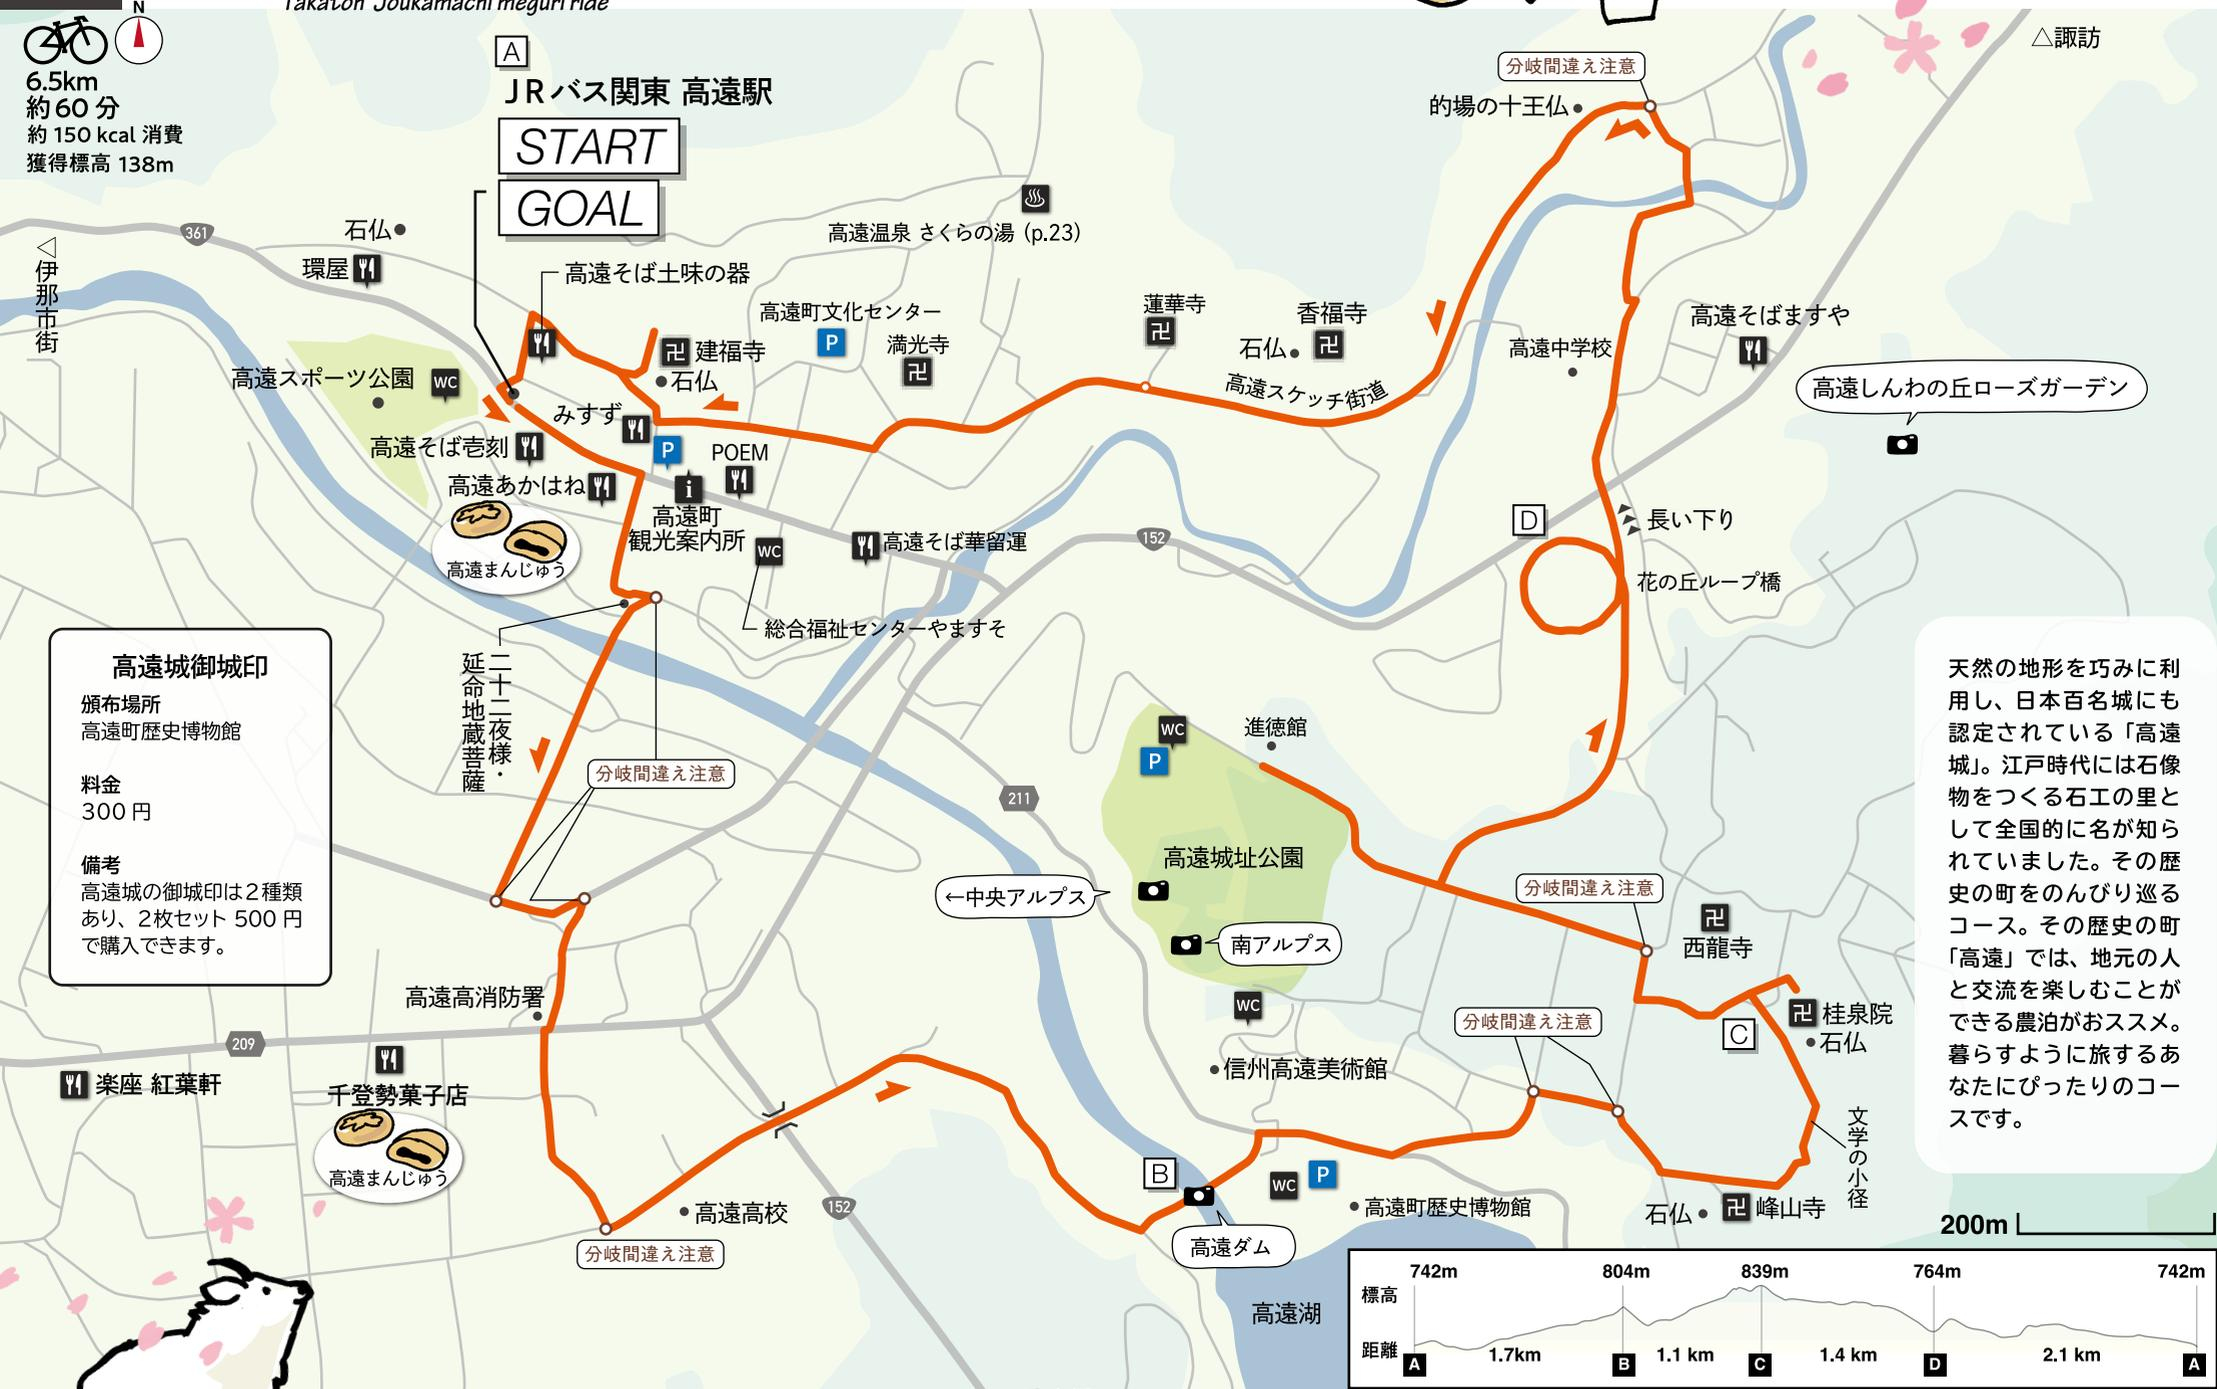 Takatoh Joukamachi meguri ride
N
6.5km
約60分
約150 kcal 消費
獲得標高 138m
A
JRバス関東 高遠駅
START
GOAL
△諏訪
分岐間違え注意
的場の十王仏
361
石仏
環屋
◁伊那市街
高遠温泉 さくらの湯 (p.23)
高遠そば土味の器
高遠町文化センター
P
満光寺
建福寺
石仏
蓮華寺
香福寺
石仏
高遠スケッチ街道
高遠中学校
高遠そばますや
高遠しんわの丘ローズガーデン
高遠スポーツ公園
WC
みすず
P
高遠そば壱刻
POEM
高遠あかはね
高遠まんじゅう
i
高遠町
観光案内所
WC
高遠そば華留運
総合福祉センターやますそ
152
D
長い下り
花の丘ループ橋
二十二夜様・
延命地蔵菩薩
分岐間違え注意
高遠城御城印
頒布場所
高遠町歴史博物館
料金
300円
備考
高遠城の御城印は2種類
あり、2枚セット 500円
で購入できます。
WC
P
進徳館
211
高遠城址公園
←中央アルプス
南アルプス
WC
分岐間違え注意
西龍寺
桂泉院
石仏
C
分岐間違え注意
信州高遠美術館
文学の小径
天然の地形を巧みに利
用し、日本百名城にも
認定されている「高遠
城」。江戸時代には石像
物をつくる石工の里と
して全国的に名が知ら
れていました。その歴
史の町をのんびり巡る
コース。その歴史の町
「高遠」では、地元の人
と交流を楽しむことが
できる農泊がおススメ。
暮らすように旅するあ
なたにぴったりのコー
スです。
高遠高消防署
209
楽座 紅葉軒
千登勢菓子店
高遠まんじゅう
高遠高校
分岐間違え注意
152
B
高遠ダム
WC
P
高遠町歴史博物館
石仏
峰山寺
高遠湖
200m
742m 804m 839m 764m 742m
標高
距離
A 1.7km B 1.1 km C 1.4 km D 2.1 km A